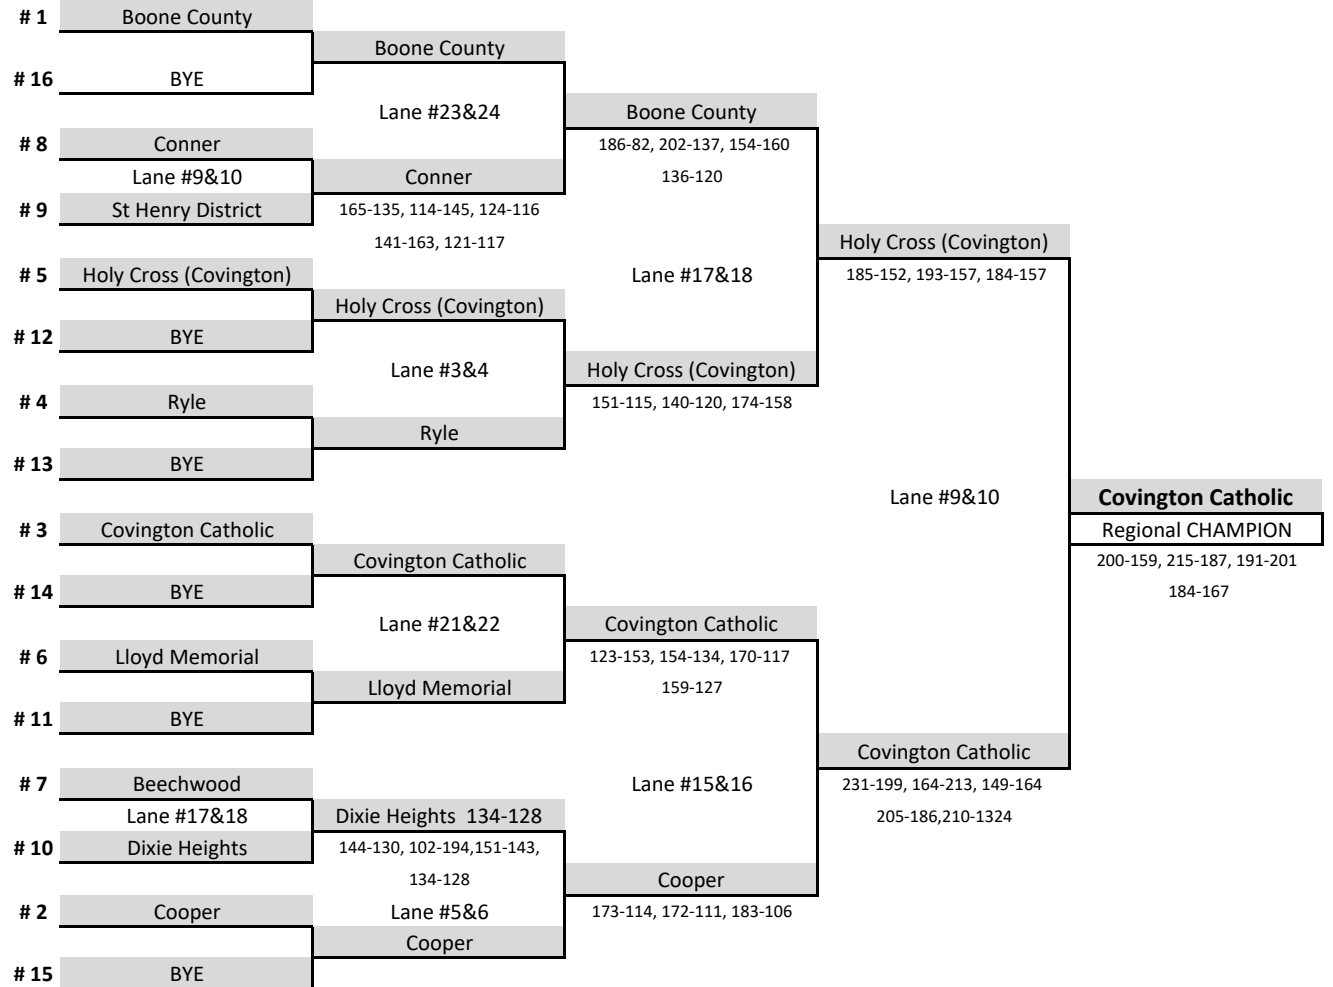 # 1 Boone County
Boone County
# 16 BYE
Lane #23&24
Boone County
# 8 Conner
186-82, 202-137, 154-160
Lane #9&10
Conner
136-120
# 9 St Henry District
165-135, 114-145, 124-116
141-163, 121-117
Holy Cross (Covington)
# 5 Holy Cross (Covington)
Lane #17&18
185-152, 193-157, 184-157
Holy Cross (Covington)
# 12 BYE
Lane #3&4
Holy Cross (Covington)
# 4 Ryle
151-115, 140-120, 174-158
Ryle
# 13 BYE
Lane #9&10
Covington Catholic
# 3 Covington Catholic
Regional CHAMPION
Covington Catholic
200-159, 215-187, 191-201
# 14 BYE
184-167
Lane #21&22
Covington Catholic
# 6 Lloyd Memorial
123-153, 154-134, 170-117
Lloyd Memorial
159-127
# 11 BYE
Covington Catholic
# 7 Beechwood
Lane #15&16
231-199, 164-213, 149-164
Lane #17&18
Dixie Heights 134-128
205-186,210-1324
# 10 Dixie Heights
144-130, 102-194,151-143,
134-128
Cooper
# 2 Cooper
Lane #5&6
173-114, 172-111, 183-106
Cooper
# 15 BYE